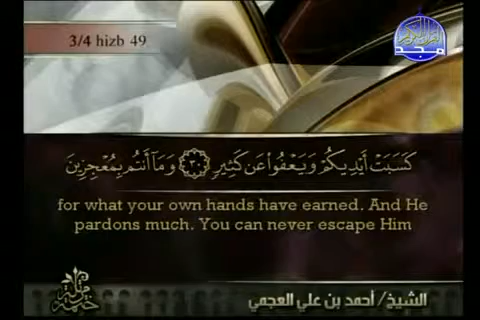 3/4 hizb 49
مجد
كَسَبَتْ أَيْدِيكُمْ وَيَعْفُوا۟ عَن كَثِيرٍ ﴿٣٠﴾ وَمَآ أَنتُم بِمُعْجِزِينَ
for what your own hands have earned. And He
pardons much. You can never escape Him
الشيخ/ أحمد بن علي العجمي